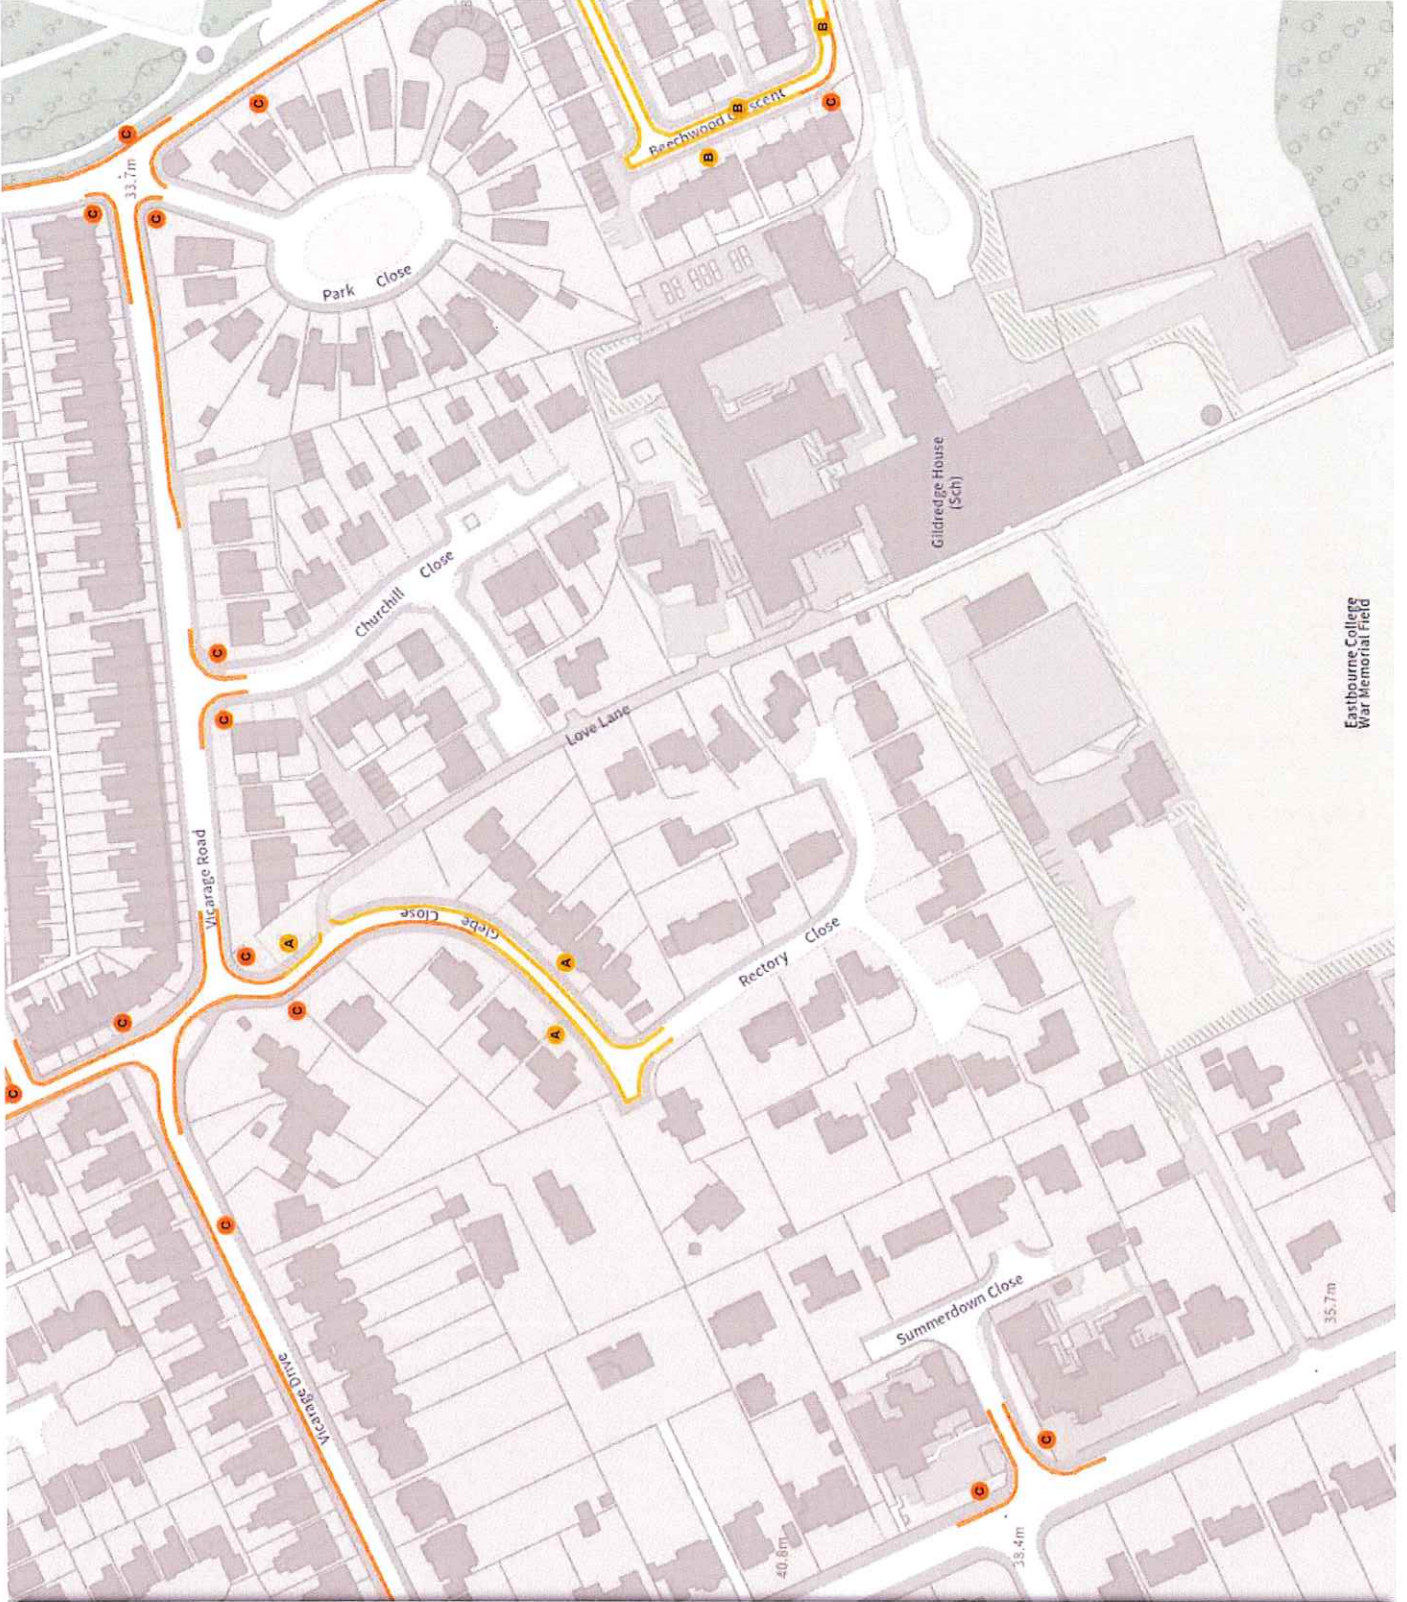 C
C
33.7m
C
C
B
B
Beechwood
scent
B
C
Park Close
Gildredge House
(Sch)
Churchill Close
C
C
Love Lane
Eastbourne College
War Memorial Field
Vicarage Road
Glebe Close
A
A
A
C
C
C
C
Rectory Close
C
Vicarage Drive
Summerdown Close
35.7m
C
C
38.4m
40.8m